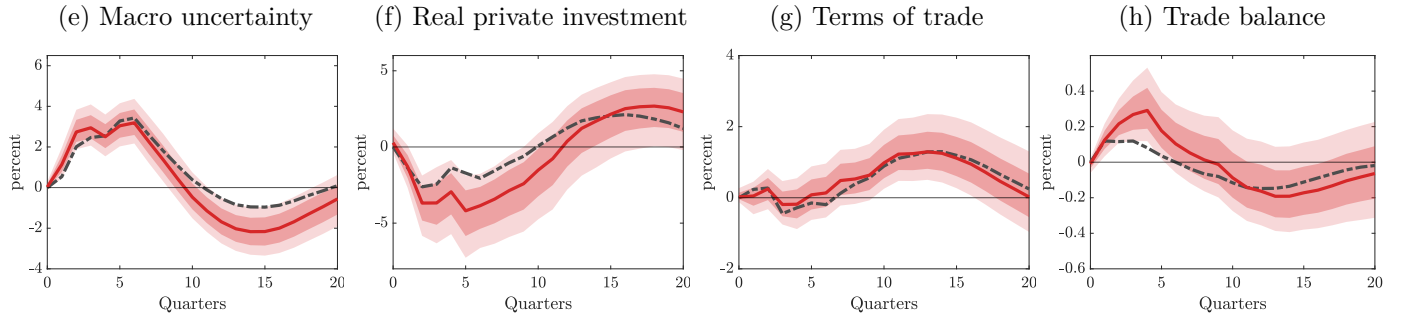 (e) Macro uncertainty
(f) Real private investment
(g) Terms of trade
(h) Trade balance
percent
6
4
2
0
-2
-4
0 5 10 15 20
Quarters
5
0
-5
0 5 10 15 20
Quarters
percent
4
2
0
-2
0 5 10 15 20
Quarters
percent
0.4
0.2
0
-0.2
-0.4
-0.6
0 5 10 15 20
Quarters
percent